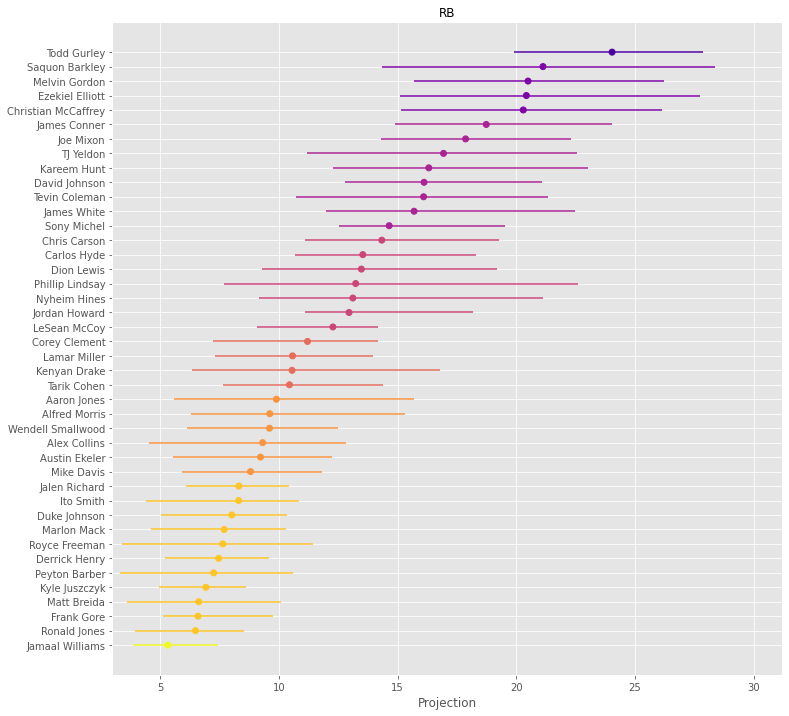 RB
Todd Gurley
Saquon Barkley
Melvin Gordon
Ezekiel Elliott
Christian McCaffrey
James Conner
Joe Mixon
TJ Yeldon
Kareem Hunt
David Johnson
Tevin Coleman
James White
Sony Michel
Chris Carson
Carlos Hyde
Dion Lewis
Phillip Lindsay
Nyheim Hines
Jordan Howard
LeSean McCoy
Corey Clement
Lamar Miller
Kenyan Drake
Tarik Cohen
Aaron Jones
Alfred Morris
Wendell Smallwood
Alex Collins
Austin Ekeler
Mike Davis
Jalen Richard
Ito Smith
Duke Johnson
Marlon Mack
Royce Freeman
Derrick Henry
Peyton Barber
Kyle Juszczyk
Matt Breida
Frank Gore
Ronald Jones
Jamaal Williams
5 10 15 20 25 30
Projection